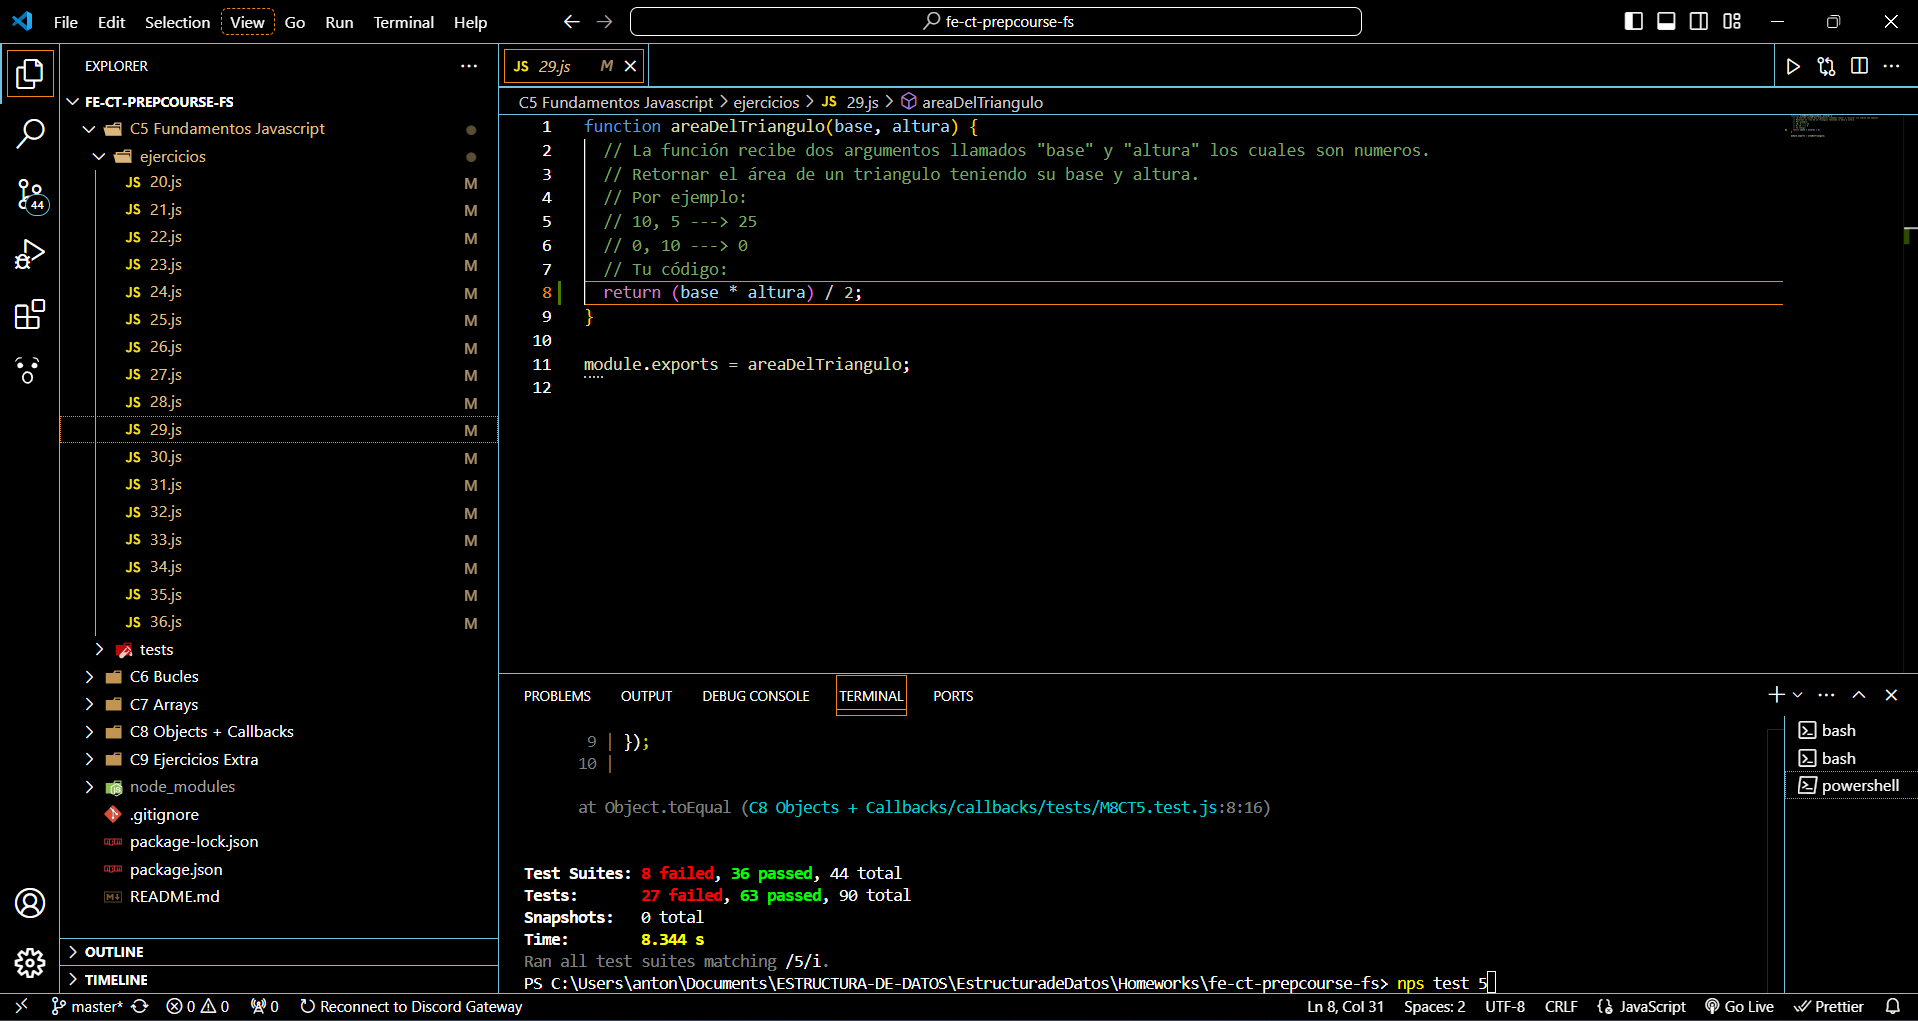 File Edit Selection View Go Run Terminal Help
fe-ct-prepcourse-fs
EXPLORER
FE-CT-PREPCOURSE-FS
C5 Fundamentos Javascript
ejercicios
JS 20.js M
JS 21.js M
JS 22.js M
JS 23.js M
JS 24.js M
JS 25.js M
JS 26.js M
JS 27.js M
JS 28.js M
JS 29.js M
JS 30.js M
JS 31.js M
JS 32.js M
JS 33.js M
JS 34.js M
JS 35.js M
JS 36.js M
tests
C6 Bucles
C7 Arrays
C8 Objects + Callbacks
C9 Ejercicios Extra
node_modules
.gitignore
package-lock.json
package.json
README.md
OUTLINE
TIMELINE
44
JS 29.js M
C5 Fundamentos Javascript > ejercicios > JS 29.js > areaDelTriangulo
1 function areaDelTriangulo(base, altura) {
2 // La función recibe dos argumentos llamados "base" y "altura" los cuales son numeros.
3 // Retornar el área de un triangulo teniendo su base y altura.
4 // Por ejemplo:
5 // 10, 5 ---> 25
6 // 0, 10 ---> 0
7 // Tu código:
8 return (base * altura) / 2;
9 }
10
11 module.exports = areaDelTriangulo;
12
PROBLEMS OUTPUT DEBUG CONSOLE TERMINAL PORTS
9 | });
10 |
at Object.toEqual (C8 Objects + Callbacks/callbacks/tests/M8CT5.test.js:8:16)
Test Suites: 8 failed, 36 passed, 44 total
Tests: 27 failed, 63 passed, 90 total
Snapshots: 0 total
Time: 8.344 s
Ran all test suites matching /5/i.
PS C:\Users\anton\Documents\ESTRUCTURA-DE-DATOS\EstructuradeDatos\Homeworks\fe-ct-prepcourse-fs> nps test 5
bash
bash
powershell
master* 0 0 0 Reconnect to Discord Gateway
Ln 8, Col 31 Spaces: 2 UTF-8 CRLF {} JavaScript Go Live Prettier